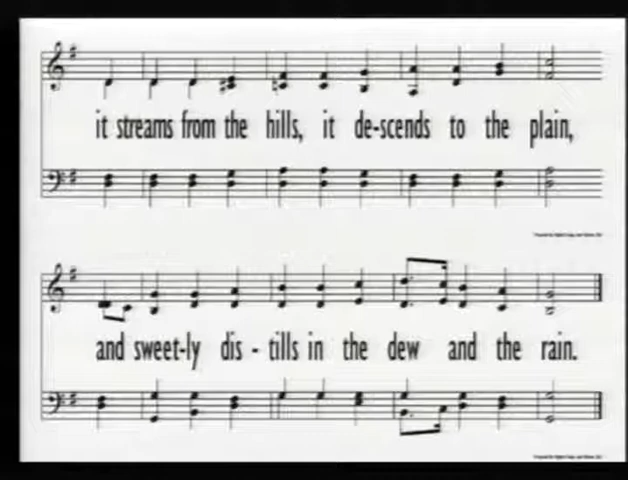 it streams from the hills, it de-scends to the plain,
and sweet-ly dis - tills in the dew and the rain.